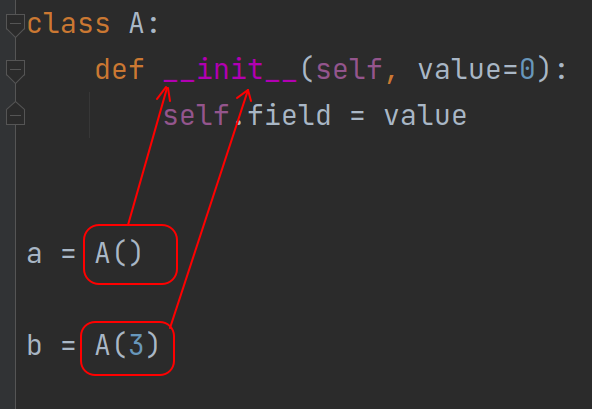 class A:
    def __init__(self, value=0):
        self.field = value
a = A()
b = A(3)